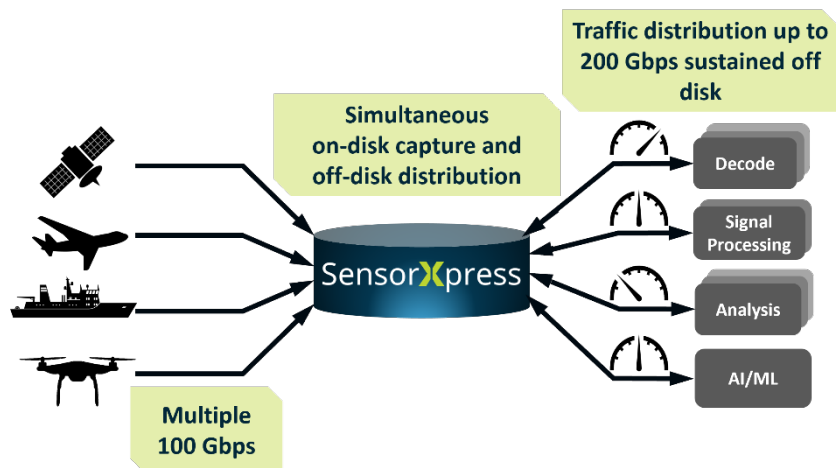 Traffic distribution up to
200 Gbps sustained off
disk
Simultaneous
on-disk capture and
off-disk distribution
Decode
Signal
Processing
SensorXpress
Analysis
AI/ML
Multiple
100 Gbps